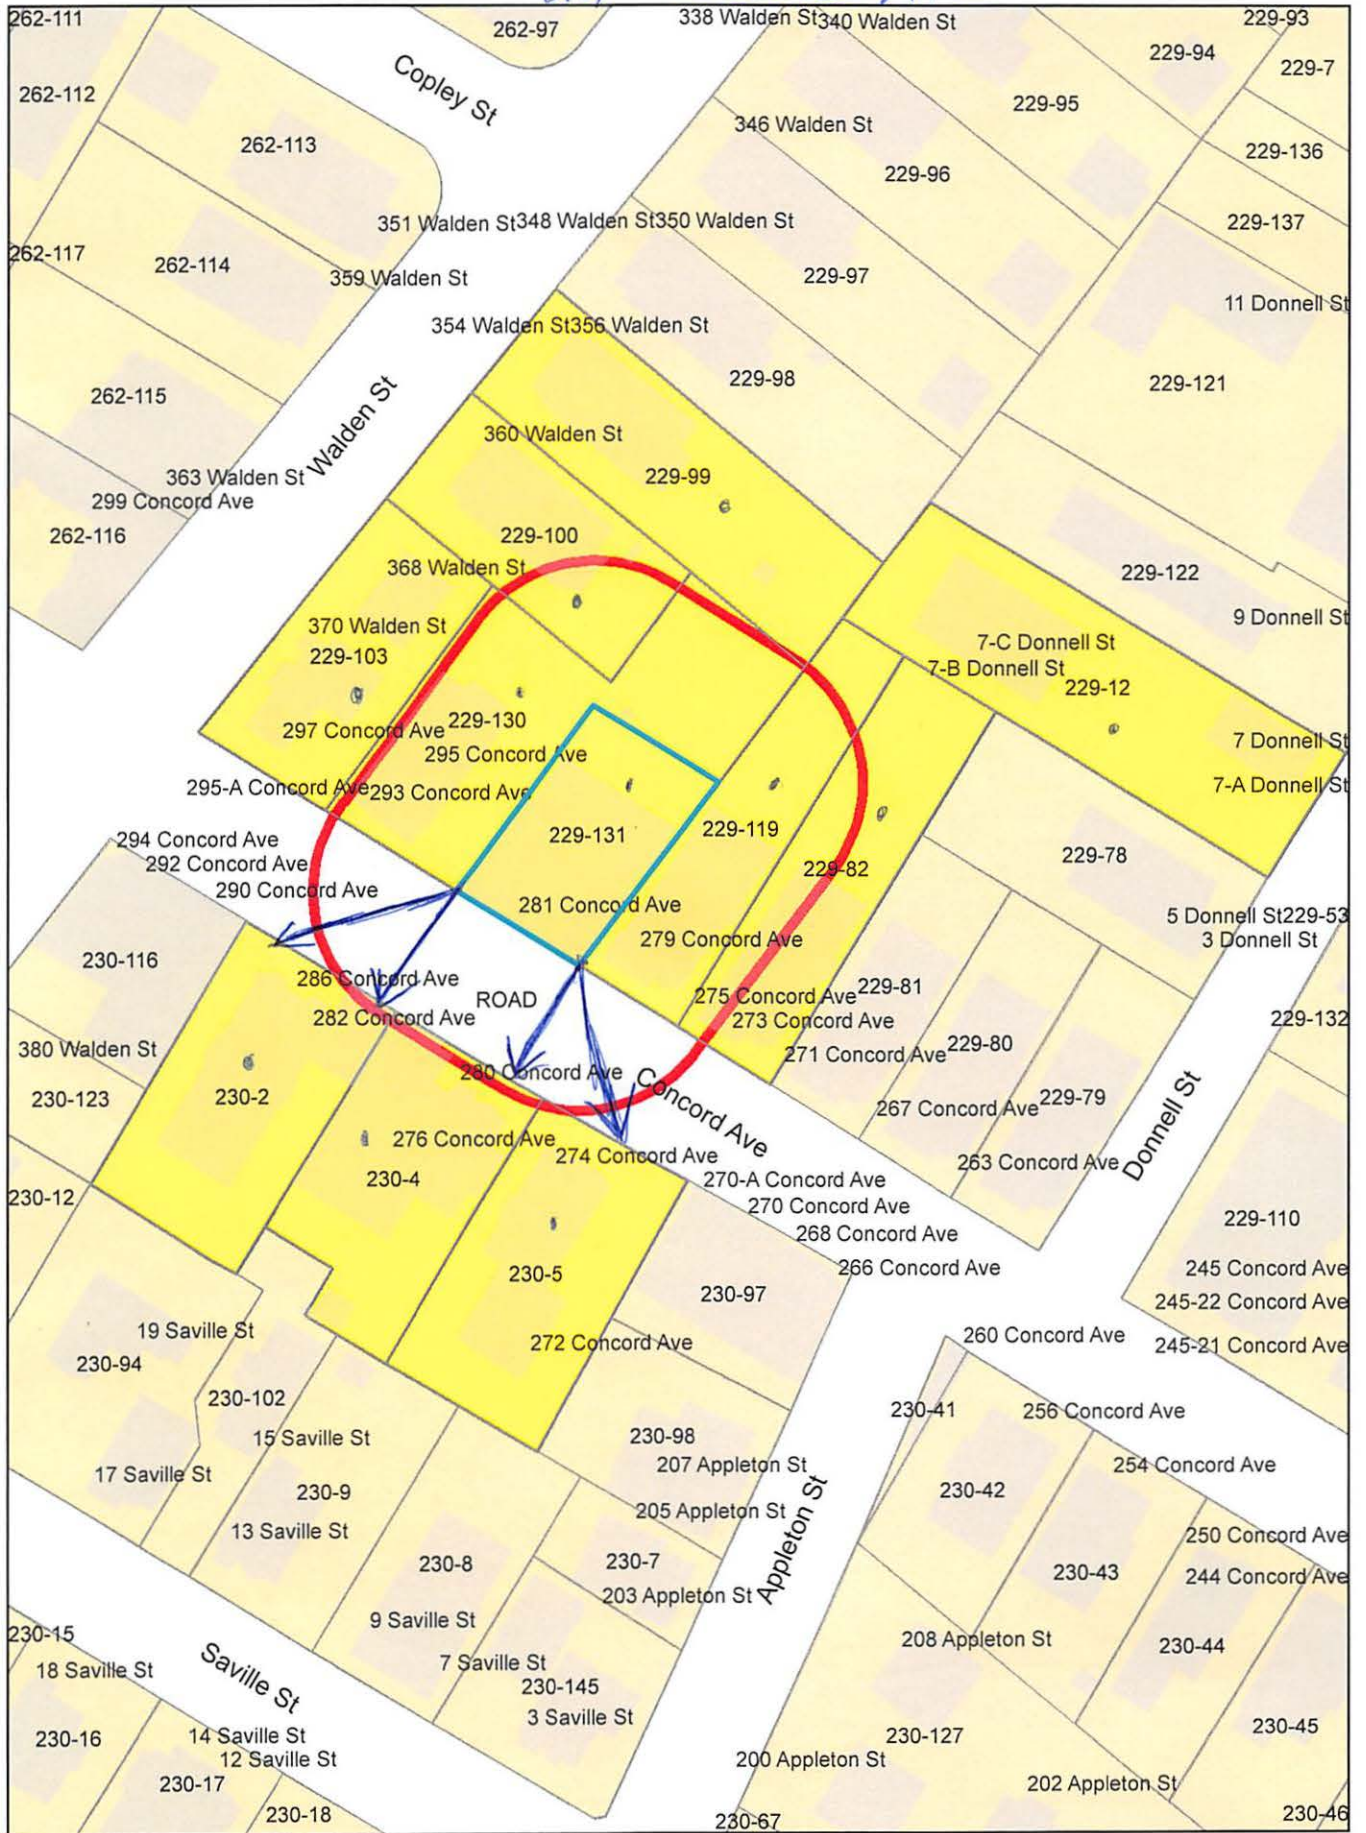 262-111
262-97
338 Walden St
340 Walden St
229-93
229-94
229-7
262-112
Copley St
229-95
346 Walden St
229-136
262-113
229-96
351 Walden St
348 Walden St
350 Walden St
229-137
262-117
262-114
359 Walden St
229-97
11 Donnell St
354 Walden St
356 Walden St
229-98
229-121
262-115
Walden St
360 Walden St
363 Walden St
229-99
299 Concord Ave
262-116
229-100
368 Walden St
229-122
9 Donnell St
370 Walden St
7-C Donnell St
229-103
7-B Donnell St
229-12
229-130
297 Concord Ave
7 Donnell St
295 Concord Ave
295-A Concord Ave
293 Concord Ave
7-A Donnell St
229-131
229-119
294 Concord Ave
229-78
292 Concord Ave
229-82
290 Concord Ave
281 Concord Ave
5 Donnell St
229-53
279 Concord Ave
3 Donnell St
230-116
286 Concord Ave
229-81
ROAD
275 Concord Ave
282 Concord Ave
273 Concord Ave
229-132
380 Walden St
271 Concord Ave
229-80
280 Concord Ave
Concord Ave
230-123
230-2
267 Concord Ave
229-79
Donnell St
276 Concord Ave
274 Concord Ave
263 Concord Ave
230-4
270-A Concord Ave
230-12
270 Concord Ave
229-110
268 Concord Ave
266 Concord Ave
245 Concord Ave
230-5
230-97
245-22 Concord Ave
19 Saville St
272 Concord Ave
260 Concord Ave
245-21 Concord Ave
230-94
230-102
230-41
256 Concord Ave
15 Saville St
230-98
207 Appleton St
254 Concord Ave
17 Saville St
230-9
230-42
205 Appleton St
Appleton St
13 Saville St
250 Concord Ave
230-8
230-7
230-43
244 Concord Ave
203 Appleton St
9 Saville St
230-15
208 Appleton St
230-44
18 Saville St
Saville St
7 Saville St
230-145
3 Saville St
230-45
230-16
14 Saville St
230-127
12 Saville St
200 Appleton St
230-17
202 Appleton St
230-18
230-67
230-46